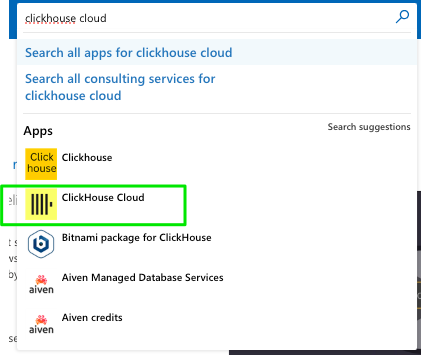 clickhouse cloud
Search all apps for clickhouse cloud
Search all consulting services for
clickhouse cloud
Apps
Search suggestions
Click
house
Clickhouse
ClickHouse Cloud
Bitnami package for ClickHouse
aiven
Aiven Managed Database Services
aiven
Aiven credits